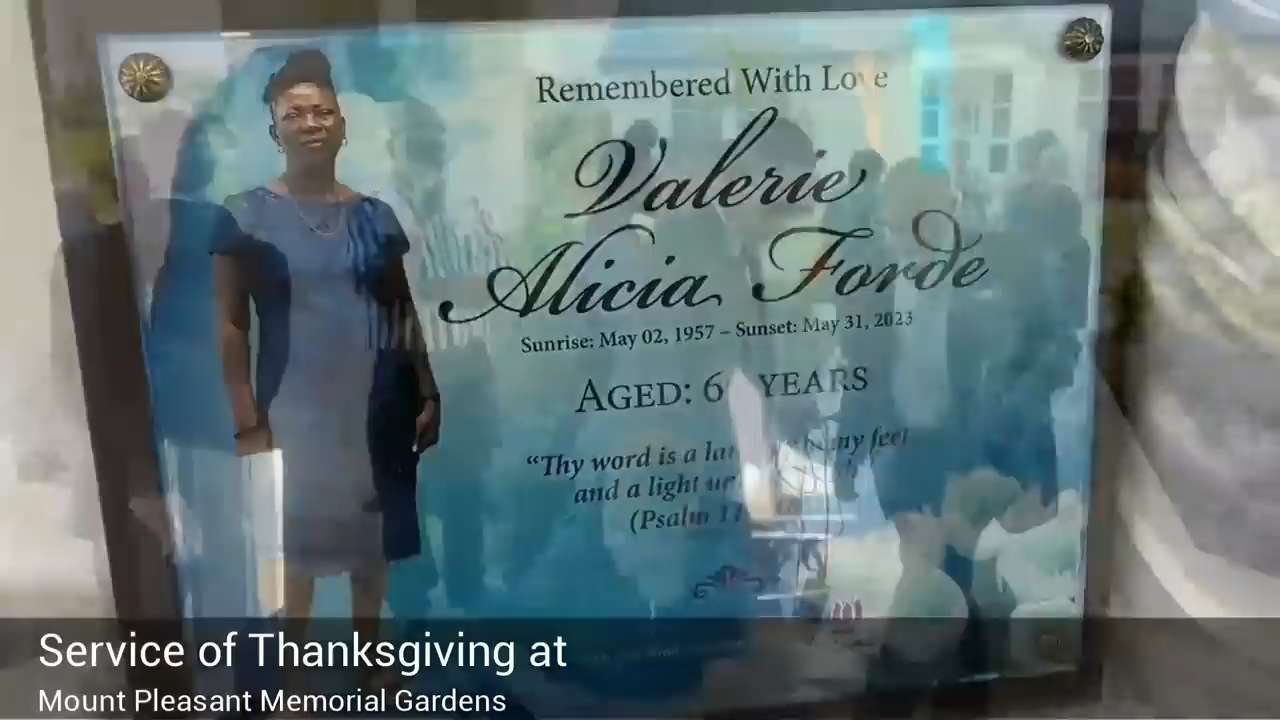 Remembered With Love
Valerie
Alicia Forde
Sunrise: May 02, 1957 – Sunset: May 31, 2023
AGED: 6 YEARS
“Thy word is a my feet
and a light
(Psalm
Service of Thanksgiving at
Mount Pleasant Memorial Gardens